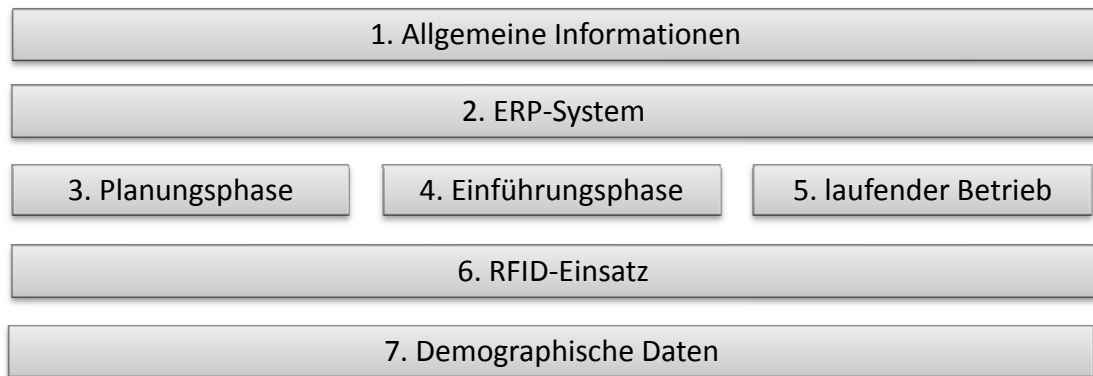 1. Allgemeine Informationen
2. ERP-System
3. Planungsphase
4. Einführungsphase
5. laufender Betrieb
6. RFID-Einsatz
7. Demographische Daten